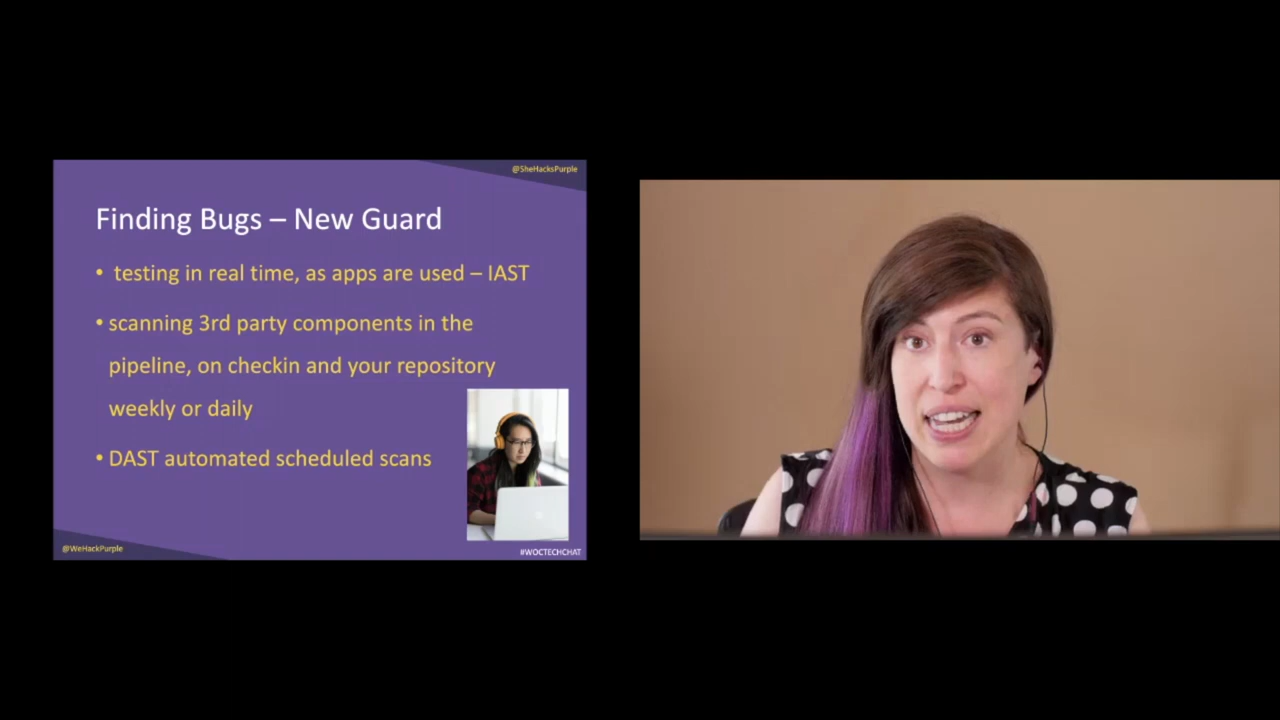 @SheHacksPurple
Finding Bugs – New Guard
• testing in real time, as apps are used – IAST
• scanning 3rd party components in the
pipeline, on checkin and your repository
weekly or daily
• DAST automated scheduled scans
@WeHackPurple
#WOCTECHCHAT